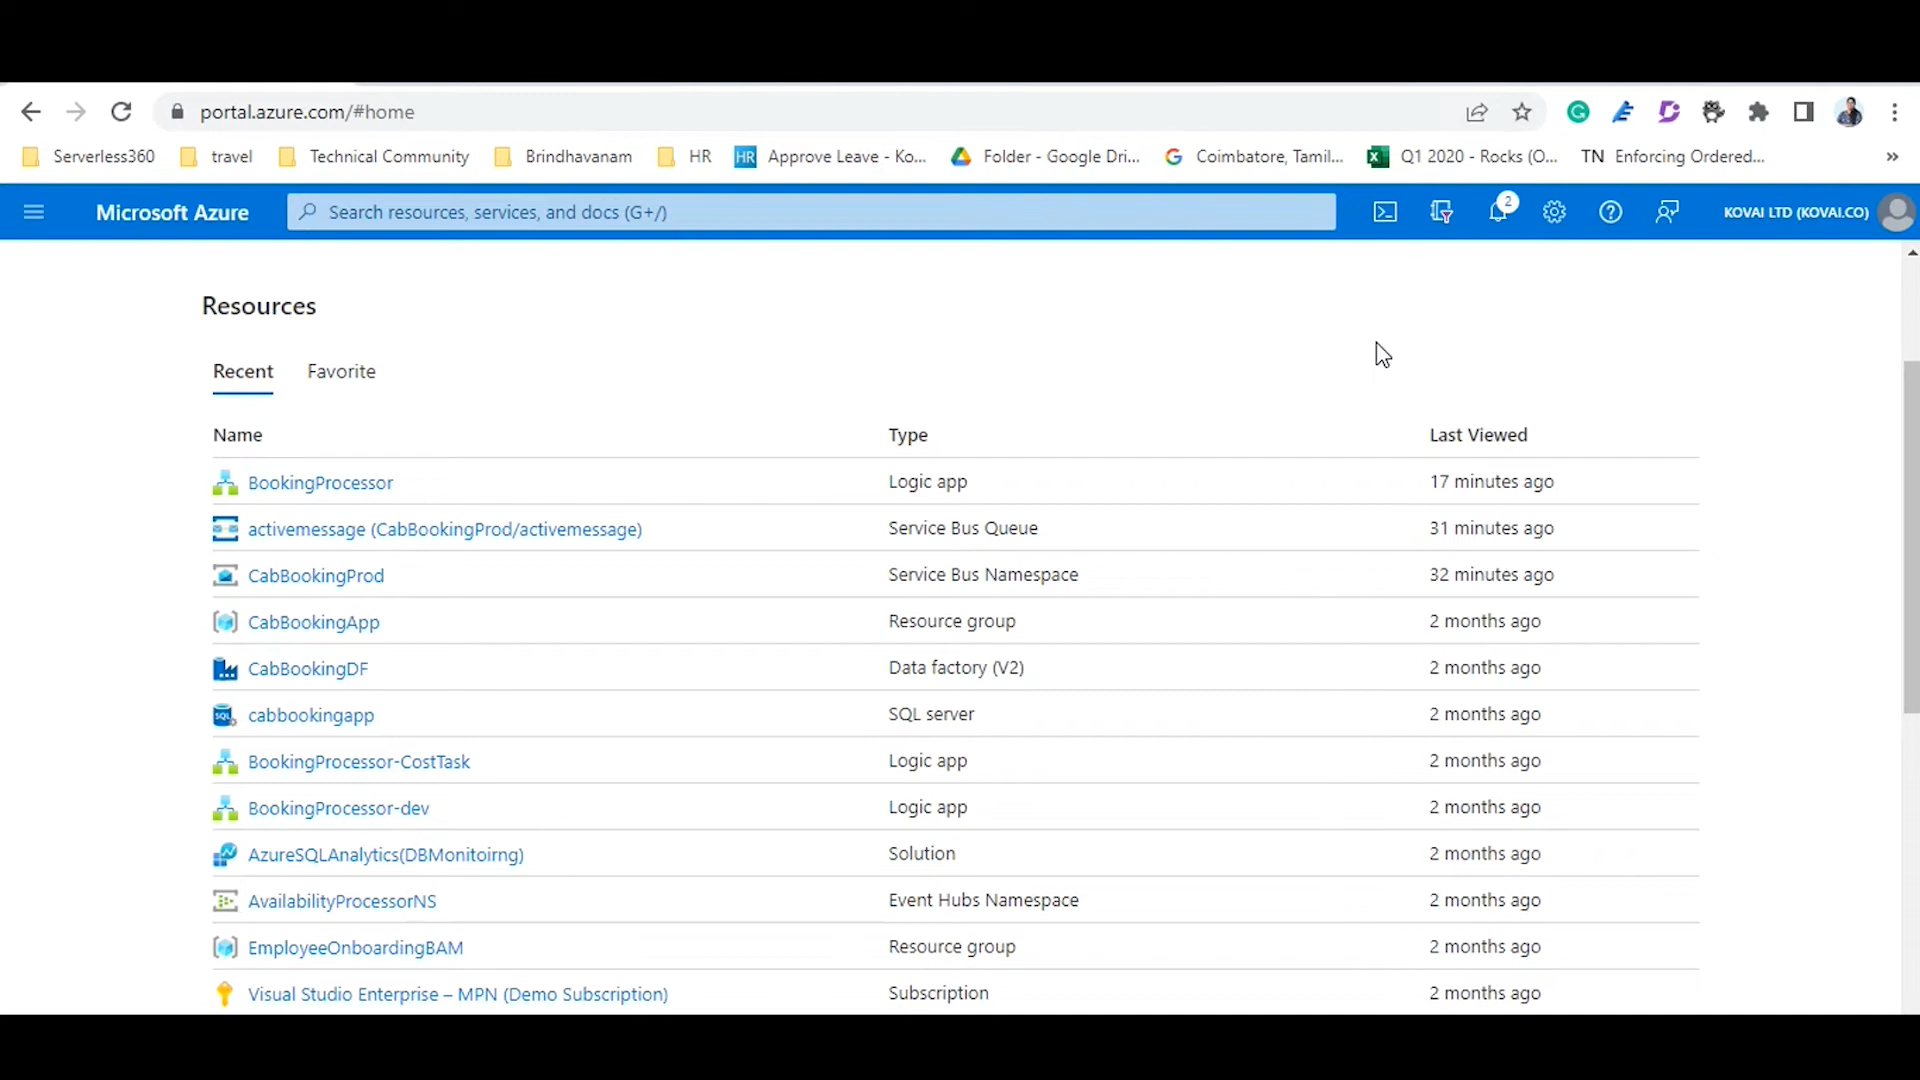 portal.azure.com/#home
Serverless360 travel Technical Community Brindhavanam HR HR Approve Leave - Ko... Folder - Google Dri... Coimbatore, Tamil... Q1 2020 - Rocks (O... TN Enforcing Ordered... »
Microsoft Azure Search resources, services, and docs (G+/) 2 KOVAI LTD (KOVAI.CO)
Resources
Recent Favorite
Name Type Last Viewed
BookingProcessor Logic app 17 minutes ago
activemessage (CabBookingProd/activemessage) Service Bus Queue 31 minutes ago
CabBookingProd Service Bus Namespace 32 minutes ago
CabBookingApp Resource group 2 months ago
CabBookingDF Data factory (V2) 2 months ago
SQL cabbookingapp SQL server 2 months ago
BookingProcessor-CostTask Logic app 2 months ago
BookingProcessor-dev Logic app 2 months ago
AzureSQLAnalytics(DBMonitoirng) Solution 2 months ago
AvailabilityProcessorNS Event Hubs Namespace 2 months ago
EmployeeOnboardingBAM Resource group 2 months ago
Visual Studio Enterprise – MPN (Demo Subscription) Subscription 2 months ago